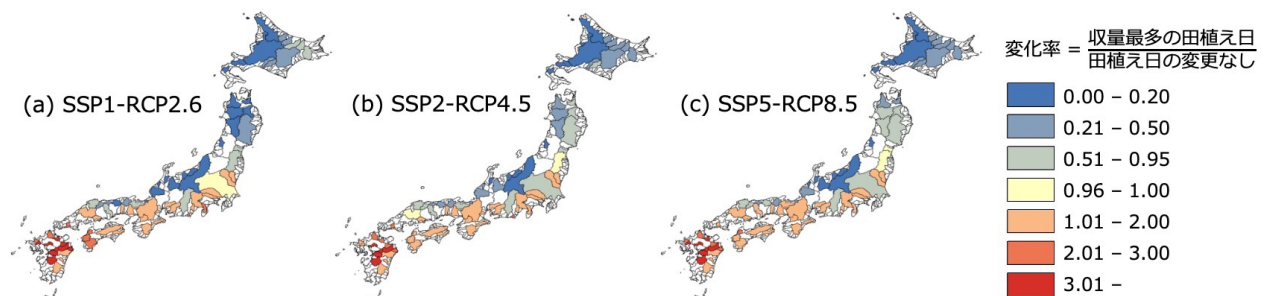 (a) SSP1-RCP2.6
(b) SSP2-RCP4.5
(c) SSP5-RCP8.5
変化率 = 収量最多の田植え日
田植え日の変更なし
0.00 – 0.20
0.21 – 0.50
0.51 – 0.95
0.96 – 1.00
1.01 – 2.00
2.01 – 3.00
3.01 –